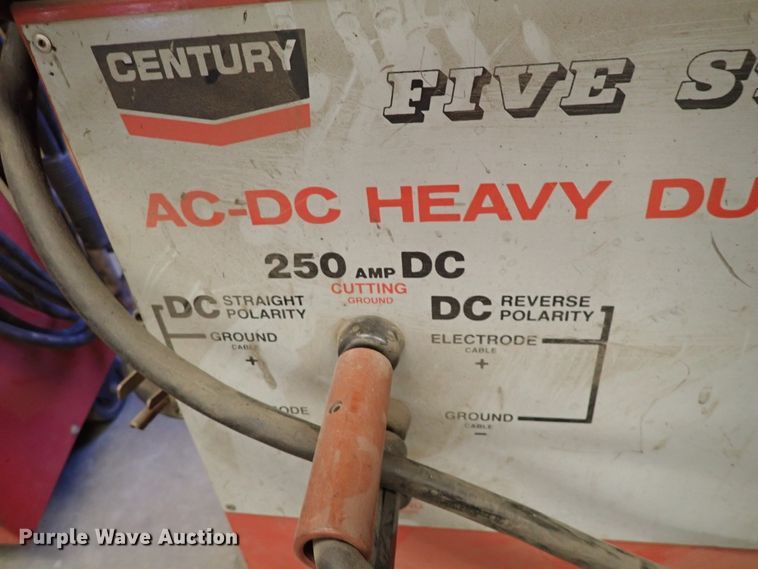 CENTURY
FIVE S
AC-DC HEAVY DU
250 AMP DC
CUTTING
GROUND
DC STRAIGHT POLARITY
GROUND
CABLE
+
ODE
DC REVERSE POLARITY
ELECTRODE
CABLE
+
GROUND
CABLE
–
Purple Wave Auction